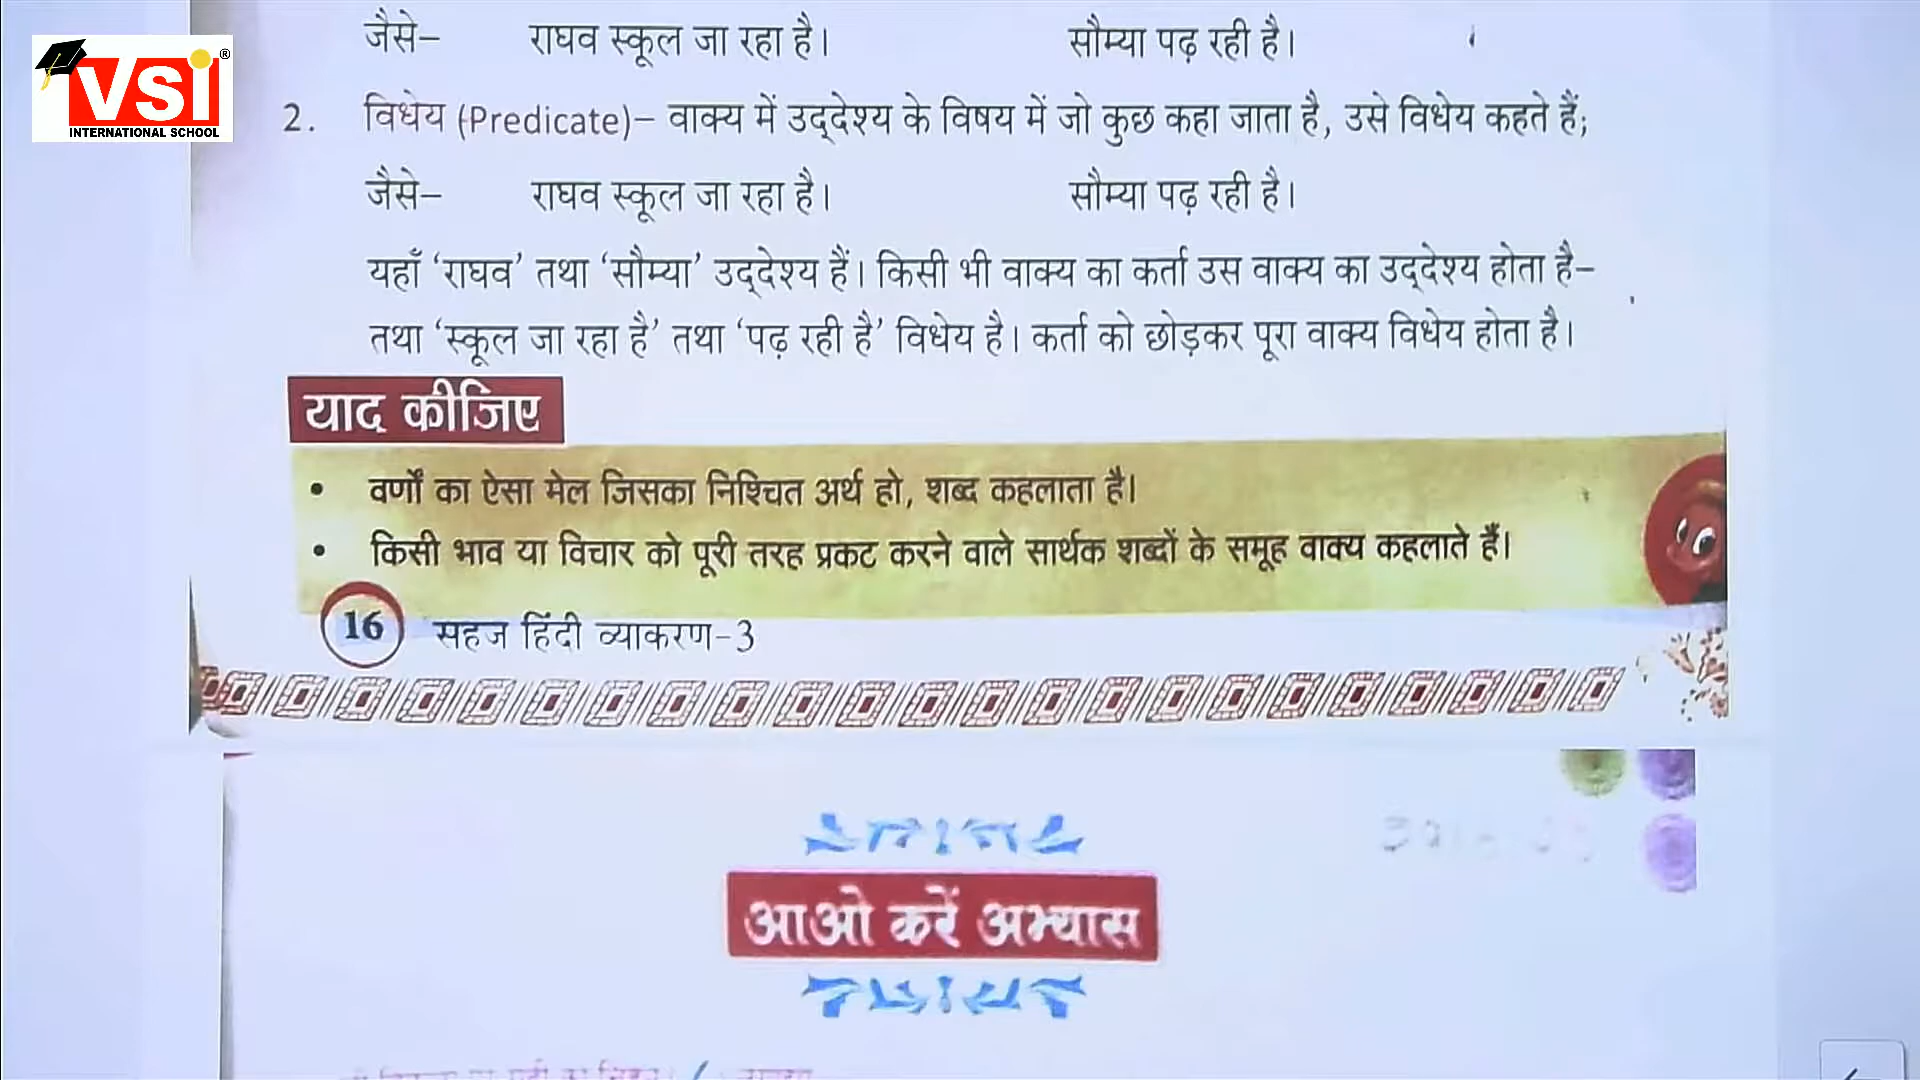 जैसे– राघव स्कूल जा रहा है। सौम्या पढ़ रही है।
VSI®
INTERNATIONAL SCHOOL
2. विधेय (Predicate)– वाक्य में उद्‌देश्य के विषय में जो कुछ कहा जाता है, उसे विधेय कहते हैं;
जैसे– राघव स्कूल जा रहा है। सौम्या पढ़ रही है।
यहाँ ‘राघव’ तथा ‘सौम्या’ उद्‌देश्य हैं। किसी भी वाक्य का कर्ता उस वाक्य का उद्‌देश्य होता है–
तथा ‘स्कूल जा रहा है’ तथा ‘पढ़ रही है’ विधेय है। कर्ता को छोड़कर पूरा वाक्य विधेय होता है।
याद कीजिए
• वर्णों का ऐसा मेल जिसका निश्चित अर्थ हो, शब्द कहलाता है।
• किसी भाव या विचार को पूरी तरह प्रकट करने वाले सार्थक शब्दों के समूह वाक्य कहलाते हैं।
16 सहज हिंदी व्याकरण-3
आओ करें अभ्यास